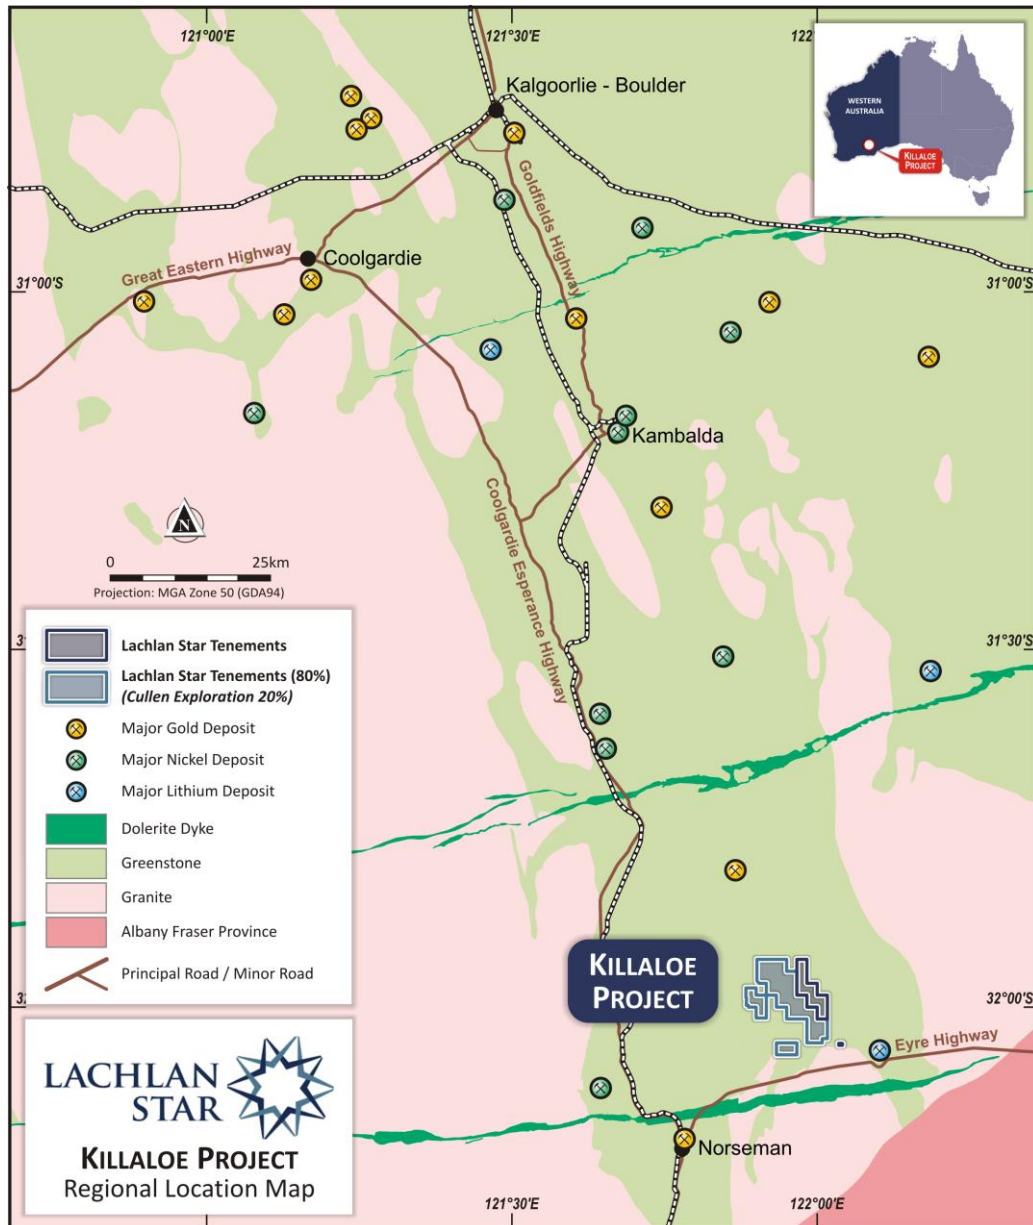 121°00'E
121°30'E
122°
Kalgoorlie - Boulder
WESTERN
AUSTRALIA
KILLALOE
PROJECT
Goldfields Highway
Great Eastern Highway
Coolgardie
31°00'S
31°00'S
Kambalda
Coolgardie Esperance Highway
N
0 25km
Projection: MGA Zone 50 (GDA94)
31°
31°30'S
Lachlan Star Tenements
Lachlan Star Tenements (80%)
(Cullen Exploration 20%)
Major Gold Deposit
Major Nickel Deposit
Major Lithium Deposit
Dolerite Dyke
Greenstone
Granite
Albany Fraser Province
Principal Road / Minor Road
KILLALOE
PROJECT
32°
32°00'S
Eyre Highway
LACHLAN
STAR
KILLALOE PROJECT
Regional Location Map
Norseman
121°30'E
122°00'E